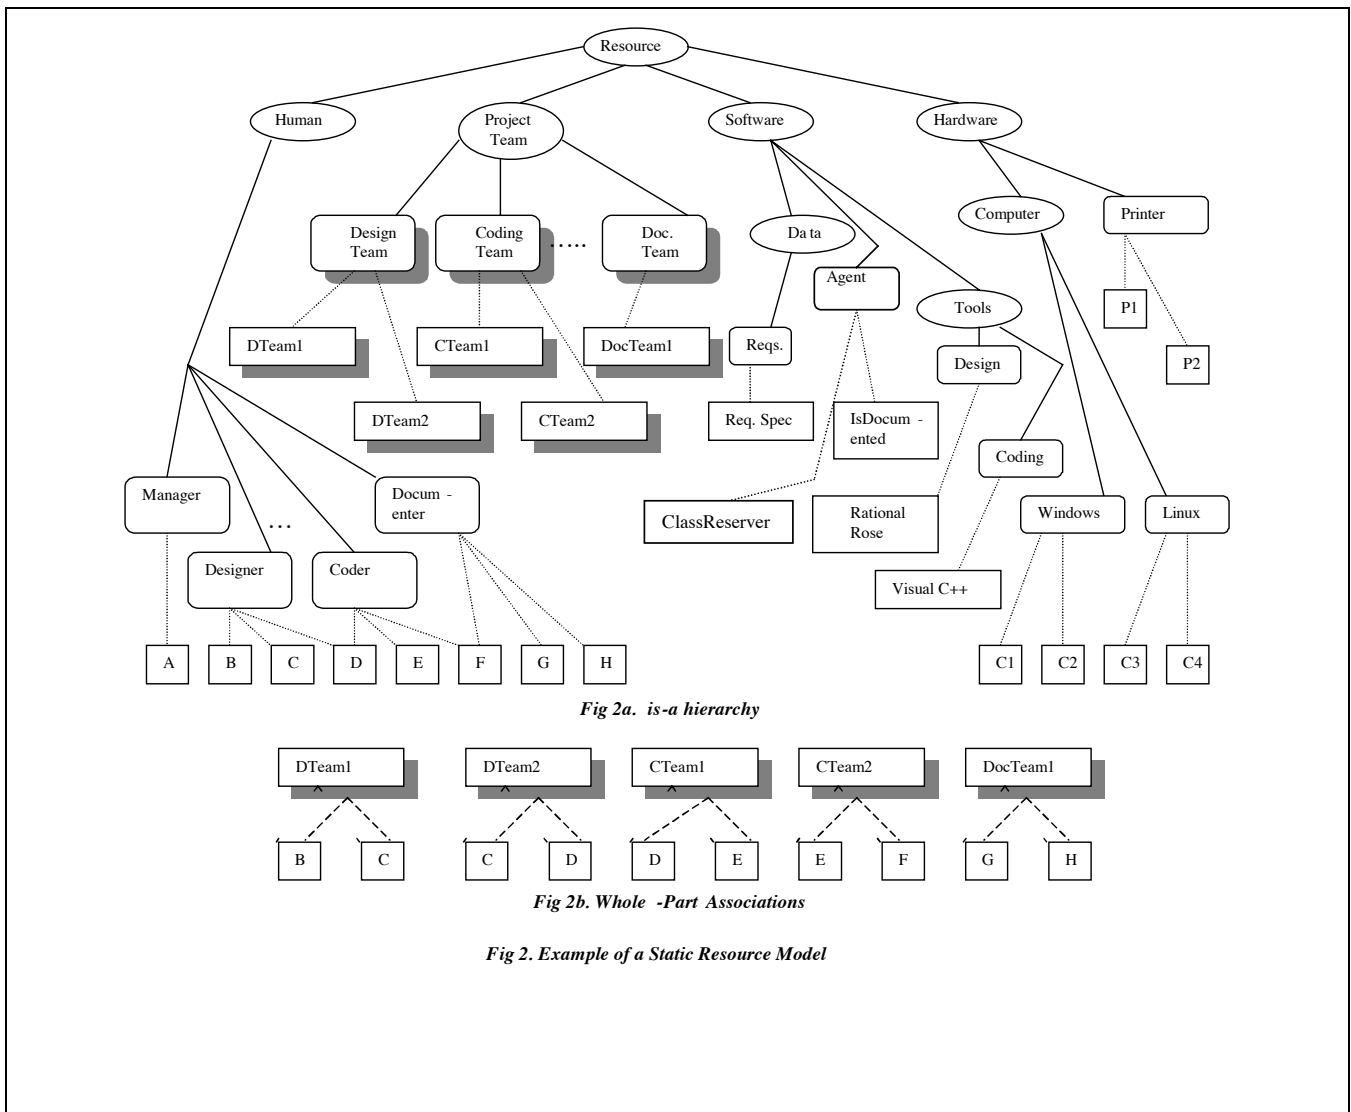 Resource
Human
Project
Team
Software
Hardware
Design
Team
Coding
Team
.....
Doc.
Team
Data
Agent
Computer
Printer
Tools
P1
P2
DTeam1
CTeam1
DocTeam1
Reqs.
Design
DTeam2
CTeam2
Req. Spec
IsDocum -
ented
Coding
Manager
...
Docum -
enter
ClassReserver
Rational
Rose
Windows
Linux
Designer
Coder
Visual C++
A
B
C
D
E
F
G
H
C1
C2
C3
C4
Fig 2a. is-a hierarchy
DTeam1
DTeam2
CTeam1
CTeam2
DocTeam1
B
C
C
D
D
E
E
F
G
H
Fig 2b. Whole -Part Associations
Fig 2. Example of a Static Resource Model